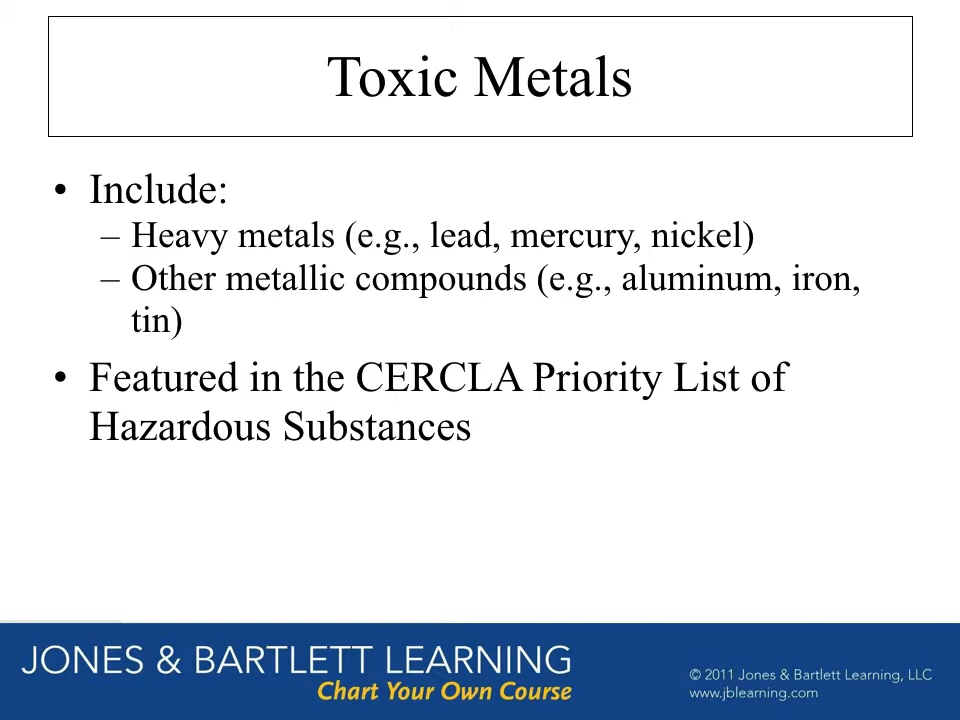 Toxic Metals
• Include:
– Heavy metals (e.g., lead, mercury, nickel)
– Other metallic compounds (e.g., aluminum, iron,
tin)
• Featured in the CERCLA Priority List of
Hazardous Substances
JONES & BARTLETT LEARNING
Chart Your Own Course
© 2011 Jones & Bartlett Learning, LLC
www.jblearning.com